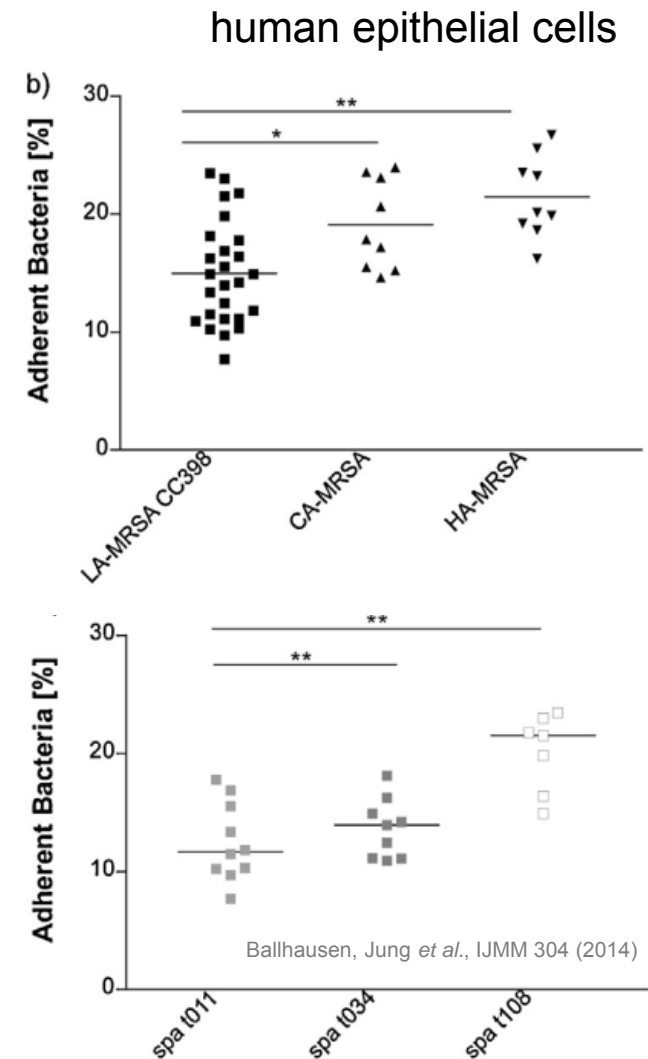 human epithelial cells
b)
Adherent Bacteria [%]
30
20
10
0
**
*
LA-MRSA CC398
CA-MRSA
HA-MRSA
Adherent Bacteria [%]
30
20
10
0
**
**
Ballhausen, Jung et al., IJMM 304 (2014)
spa t011
spa t034
spa t108